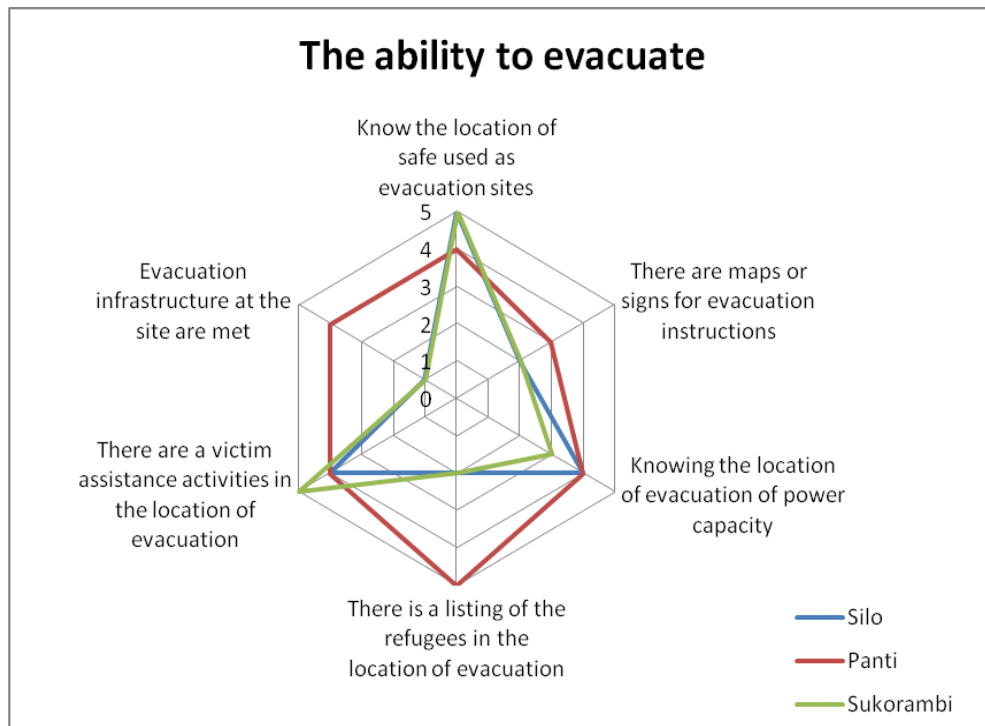 The ability to evacuate
Know the location of
safe used as
evacuation sites
5
4
3
2
1
0
There are maps or
signs for evacuation
instructions
Knowing the location
of evacuation of power
capacity
There is a listing of the
refugees in the
location of evacuation
There are a victim
assistance activities in
the location of
evacuation
Evacuation
infrastructure at the
site are met
Silo
Panti
Sukorambi